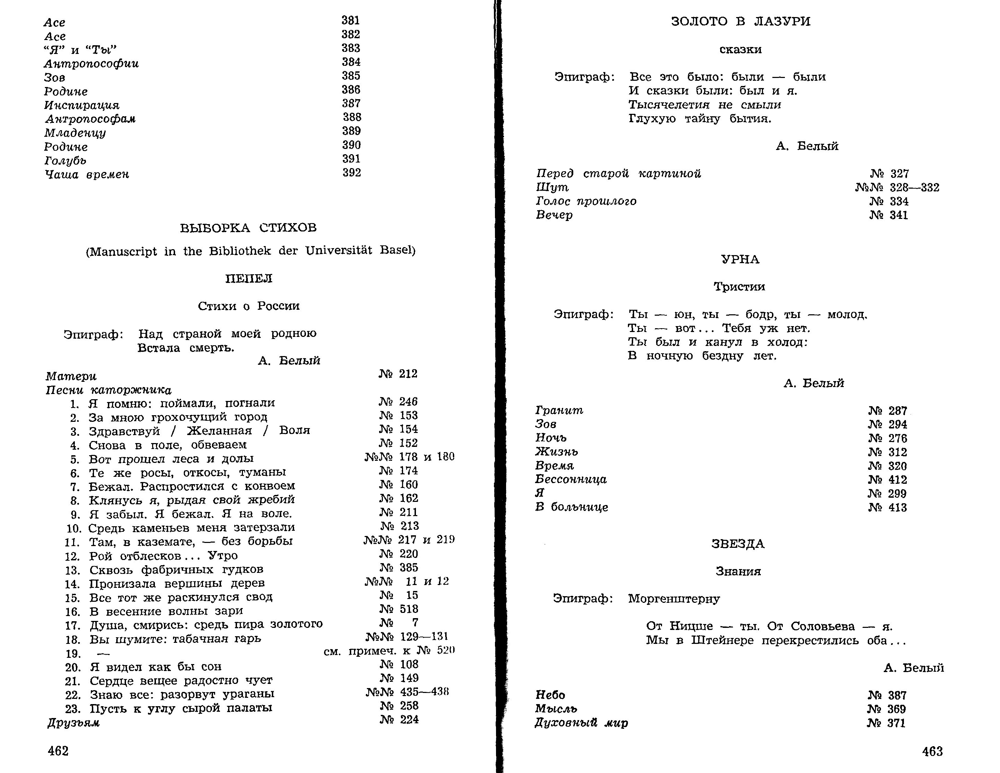 Асе 381
Асе 382
“Я” и “Ты” 383
Антропософии 384
Зов 385
Родине 386
Инспирация 387
Антропософам 388
Младенцу 389
Родине 390
Голубь 391
Чаша времен 392
ВЫБОРКА СТИХОВ
(Manuscript in the Bibliothek der Universität Basel)
ПЕПЕЛ
Стихи о России
Эпиграф: Над страной моей родною
Встала смерть.
А. Белый
Матери № 212
Песни каторжника
1. Я помню: поймали, погнали № 246
2. За мною грохочущий город № 153
3. Здравствуй / Желанная / Воля № 154
4. Снова в поле, обвеваем № 152
5. Вот прошел леса и долы №№ 178 и 180
6. Те же росы, откосы, туманы № 174
7. Бежал. Распростился с конвоем № 160
8. Клянусь я, рыдая свой жребий № 162
9. Я забыл. Я бежал. Я на воле. № 211
10. Средь каменьев меня затерзали № 213
11. Там, в каземате, — без борьбы №№ 217 и 219
12. Рой отблесков... Утро № 220
13. Сквозь фабричных гудков № 385
14. Пронизала вершины дерев №№ 11 и 12
15. Все тот же раскинулся свод № 15
16. В весенние волны зари № 518
17. Душа, смирись: средь пира золотого № 7
18. Вы шумите: табачная гарь №№ 129—131
19. — см. примеч. к № 520
20. Я видел как бы сон № 108
21. Сердце вещее радостно чует № 149
22. Знаю все: разорвут ураганы №№ 435—438
23. Пусть к углу сырой палаты № 258
Друзьям № 224
462
ЗОЛОТО В ЛАЗУРИ
сказки
Эпиграф: Все это было: были — были
И сказки были: был и я.
Тысячелетия не смыли
Глухую тайну бытия.
А. Белый
Перед старой картиной № 327
Шут №№ 328—332
Голос прошлого № 334
Вечер № 341
УРНА
Тристии
Эпиграф: Ты — юн, ты — бодр, ты — молод.
Ты — вот... Тебя уж нет.
Ты был и канул в холод:
В ночную бездну лет.
А. Белый
Гранит № 287
Зов № 294
Ночь № 276
Жизнь № 312
Время № 320
Бессонница № 412
Я № 299
В больнице № 413
ЗВЕЗДА
Знания
Эпиграф: Моргенштерну
От Ницше — ты. От Соловьева — я.
Мы в Штейнере перекрестились оба...
А. Белый
Небо № 387
Мысль № 369
Духовный мир № 371
463